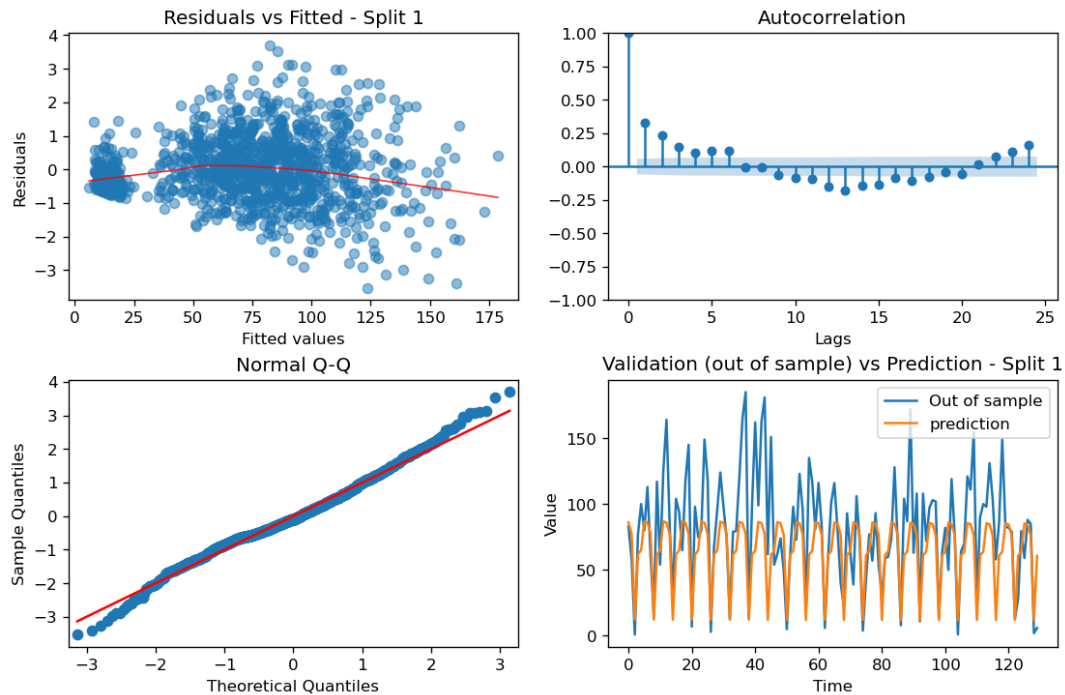 Residuals vs Fitted - Split 1
4
3
2
1
0
−1
−2
−3
Residuals
0 25 50 75 100 125 150 175
Fitted values
Autocorrelation
1.00
0.75
0.50
0.25
0.00
−0.25
−0.50
−0.75
−1.00
0 5 10 15 20 25
Lags
Normal Q-Q
4
3
2
1
0
−1
−2
−3
Sample Quantiles
−3 −2 −1 0 1 2 3
Theoretical Quantiles
Validation (out of sample) vs Prediction - Split 1
Out of sample
prediction
150
100
50
0
Value
0 20 40 60 80 100 120
Time